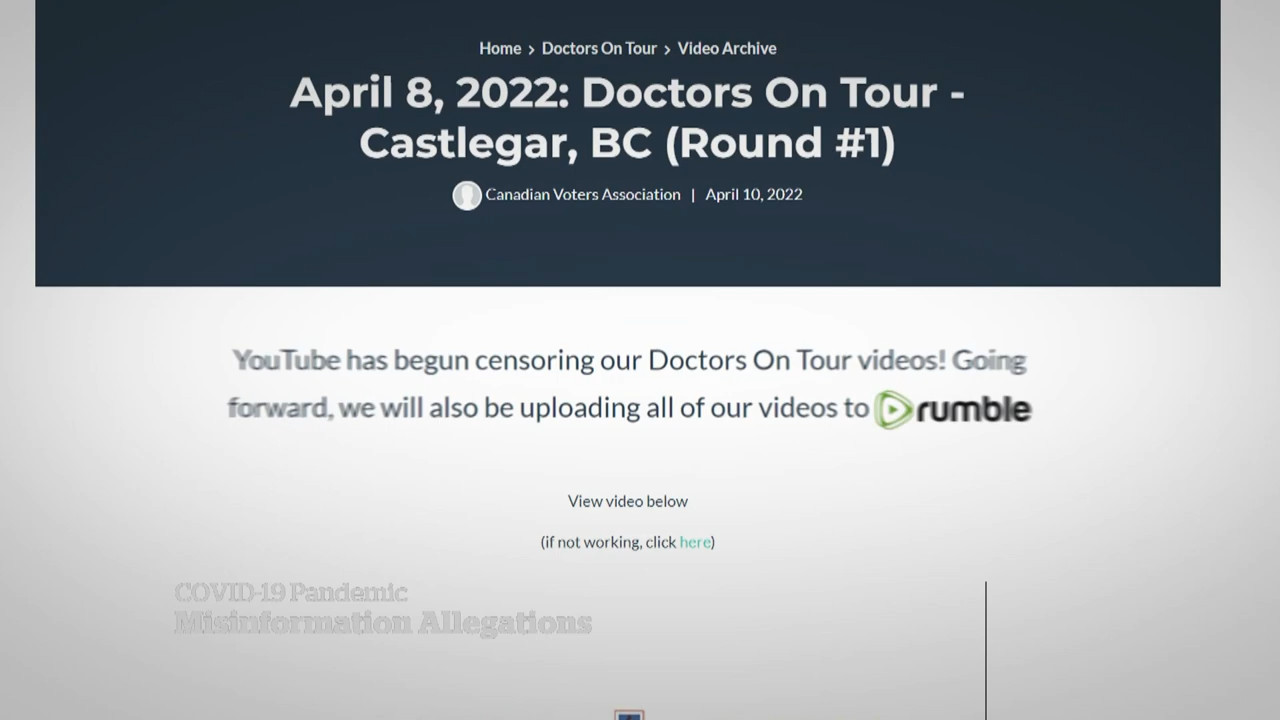 Home > Doctors On Tour > Video Archive
April 8, 2022: Doctors On Tour -
Castlegar, BC (Round #1)
Canadian Voters Association | April 10, 2022
YouTube has begun censoring our Doctors On Tour videos! Going
forward, we will also be uploading all of our videos to rumble
View video below
(if not working, click here)
COVID-19 Pandemic
Misinformation Allegations